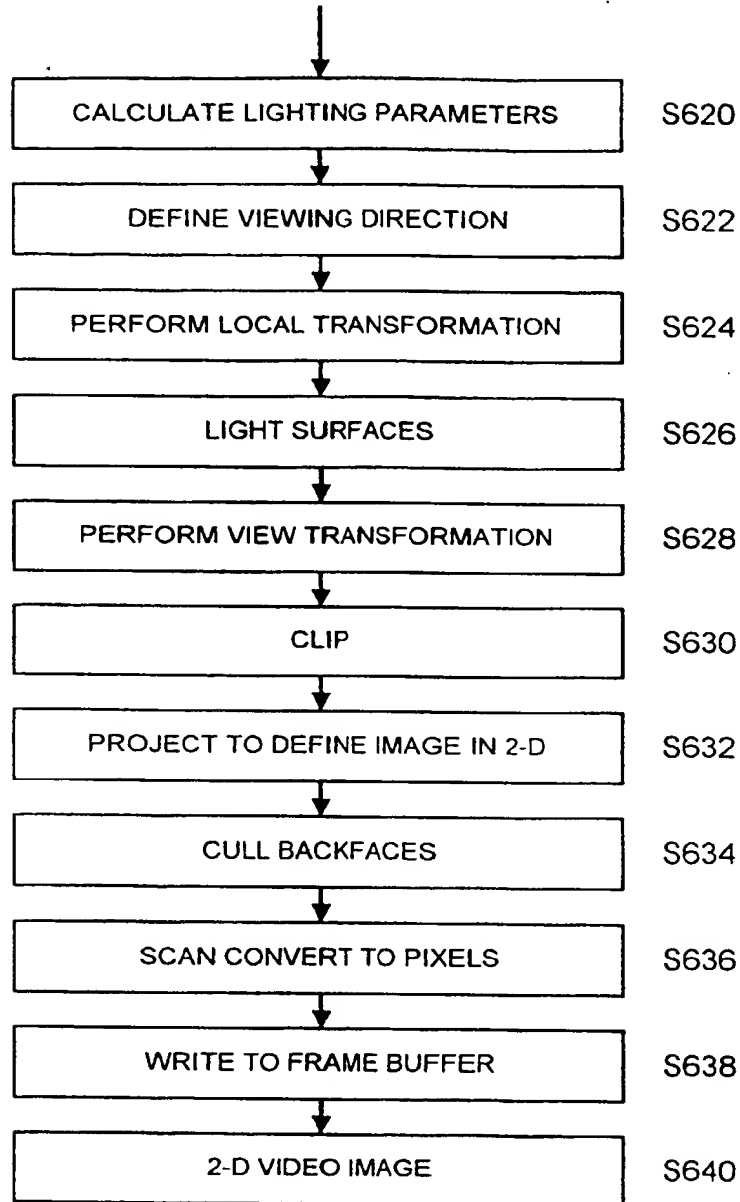 CALCULATE LIGHTING PARAMETERS S620
DEFINE VIEWING DIRECTION S622
PERFORM LOCAL TRANSFORMATION S624
LIGHT SURFACES S626
PERFORM VIEW TRANSFORMATION S628
CLIP S630
PROJECT TO DEFINE IMAGE IN 2-D S632
CULL BACKFACES S634
SCAN CONVERT TO PIXELS S636
WRITE TO FRAME BUFFER S638
2-D VIDEO IMAGE S640